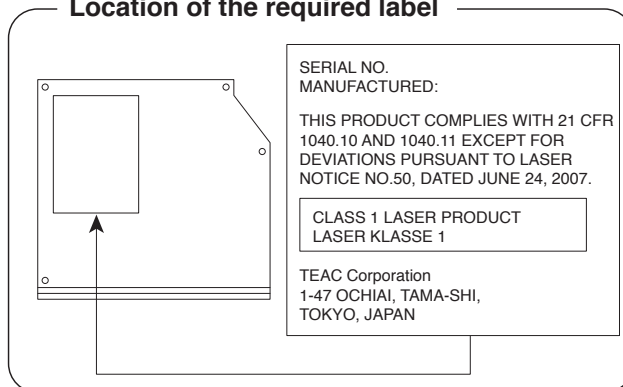 Location of the required label
SERIAL NO.
MANUFACTURED:
THIS PRODUCT COMPLIES WITH 21 CFR
1040.10 AND 1040.11 EXCEPT FOR
DEVIATIONS PURSUANT TO LASER
NOTICE NO.50, DATED JUNE 24, 2007.
CLASS 1 LASER PRODUCT
LASER KLASSE 1
TEAC Corporation
1-47 OCHIAI, TAMA-SHI,
TOKYO, JAPAN